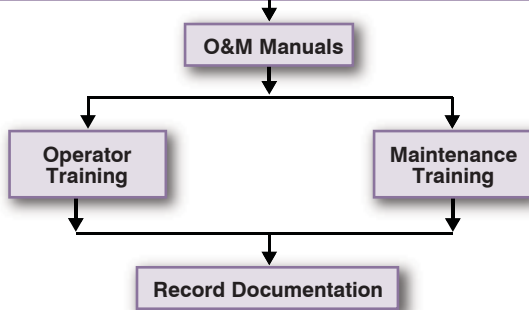 O&M Manuals
Operator
Training
Maintenance
Training
Record Documentation